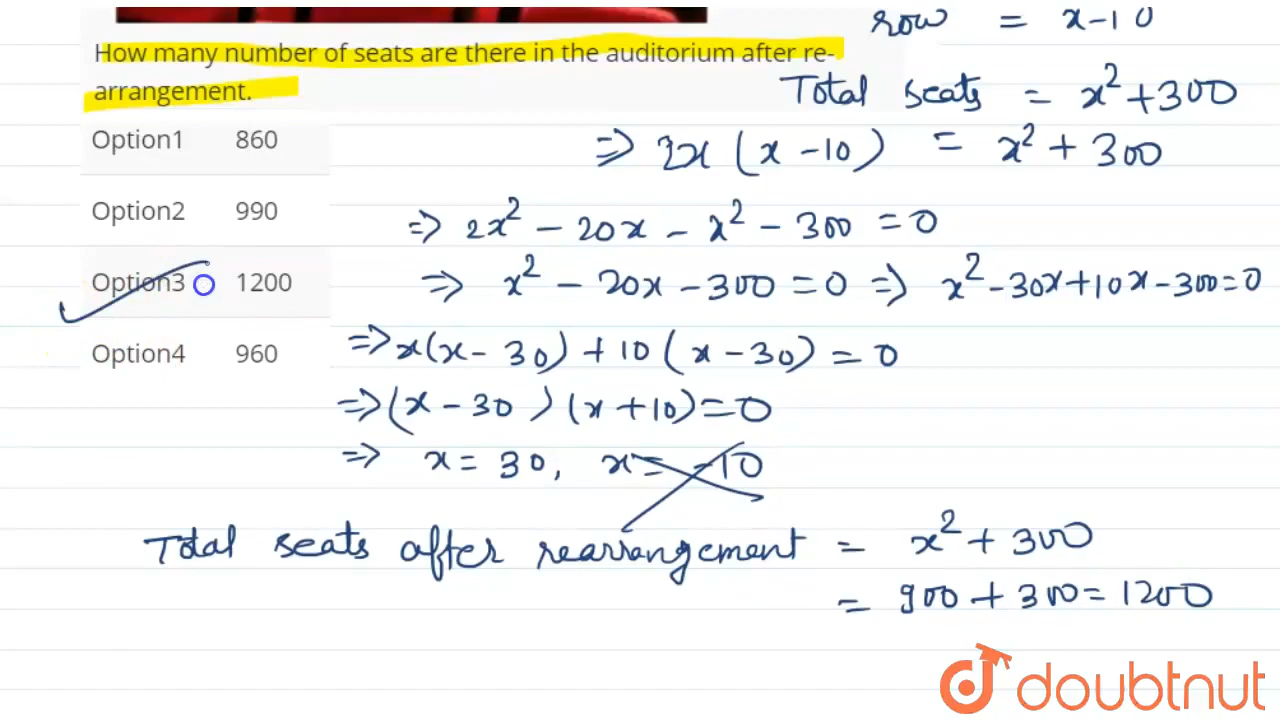 row = x-10
How many number of seats are there in the auditorium after re-
arrangement.
Total seats = x² + 300
Option1 860
⇒ 2x (x - 10) = x² + 300
Option2 990
⇒ 2x² - 20x - x² - 300 = 0
Option3 1200
⇒ x² - 20x - 300 = 0 ⇒ x² - 30x + 10x - 300 = 0
Option4 960
⇒ x(x - 30) + 10 (x - 30) = 0
⇒ (x - 30) (x + 10) = 0
⇒ x = 30, x = -10
Total seats after rearrangement = x² + 300
= 900 + 300 = 1200
doubtnut